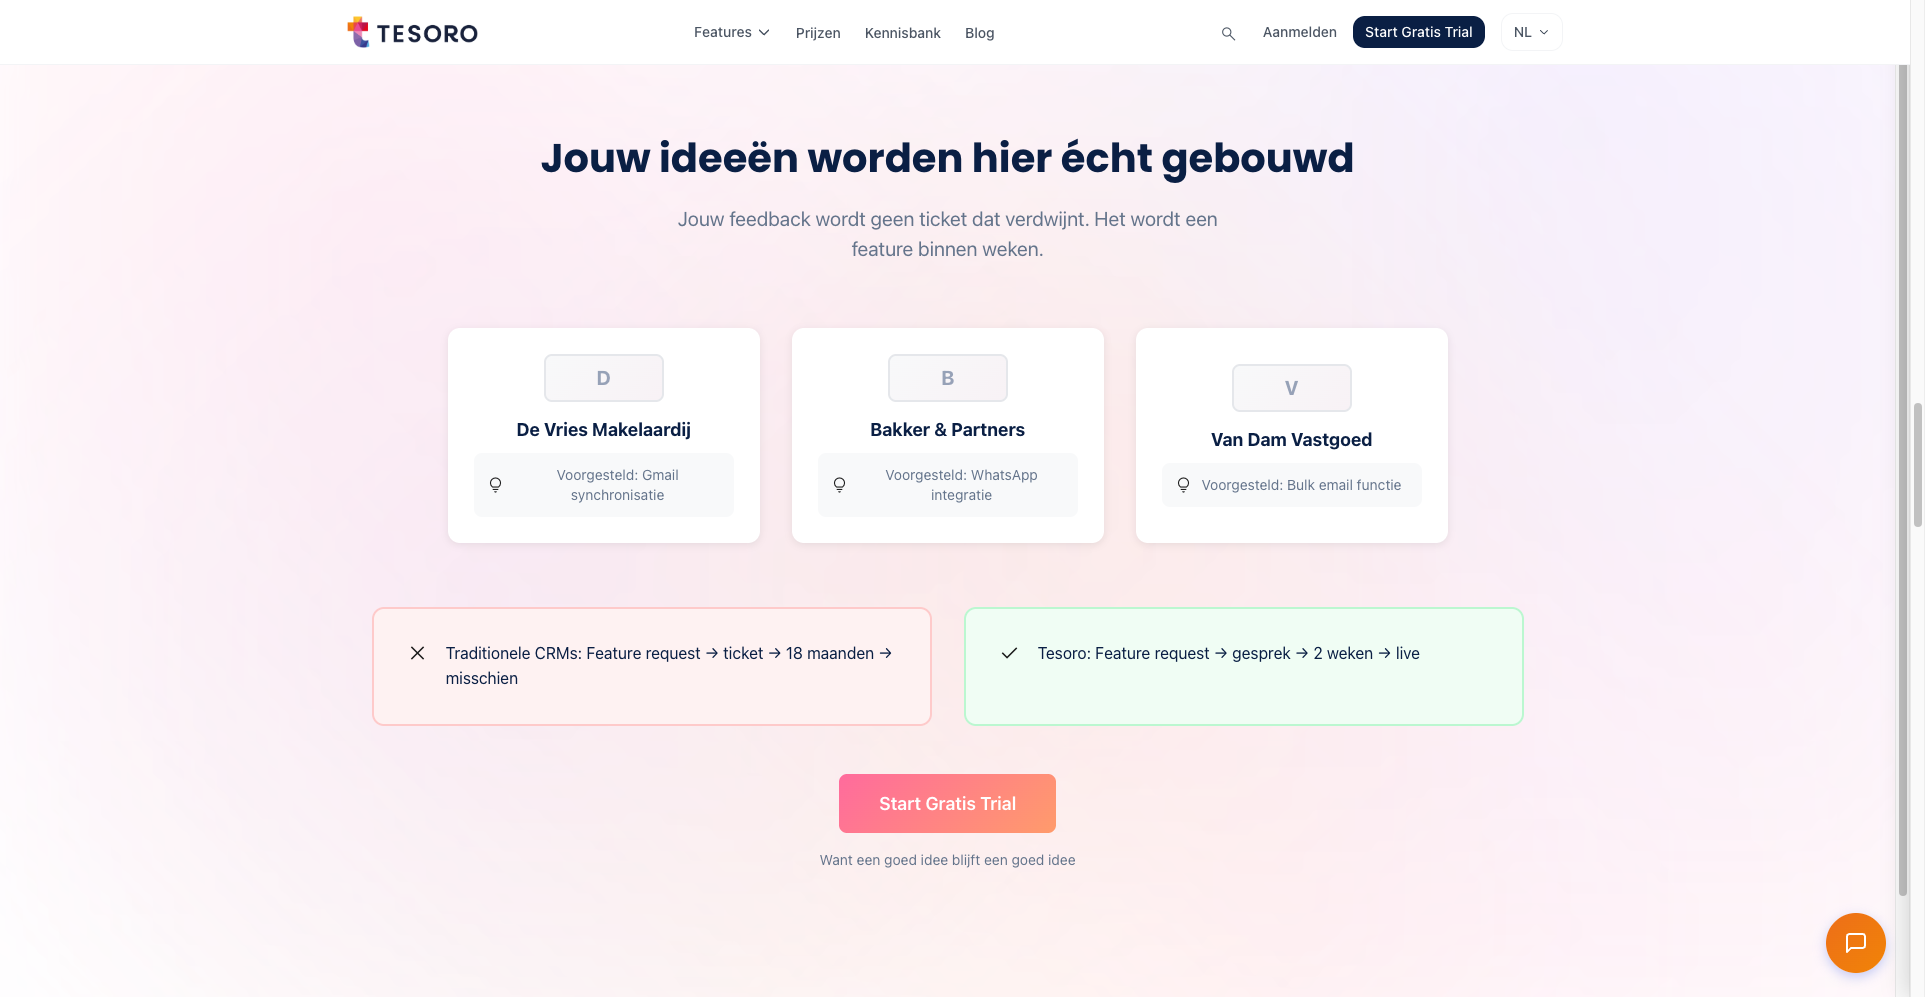 TESORO
Features
Prijzen
Kennisbank
Blog
Aanmelden
Start Gratis Trial
NL
Jouw ideeën worden hier écht gebouwd
Jouw feedback wordt geen ticket dat verdwijnt. Het wordt een
feature binnen weken.
D
De Vries Makelaardij
Voorgesteld: Gmail
synchronisatie
B
Bakker & Partners
Voorgesteld: WhatsApp
integratie
V
Van Dam Vastgoed
Voorgesteld: Bulk email functie
Traditionele CRMs: Feature request → ticket → 18 maanden →
misschien
Tesoro: Feature request → gesprek → 2 weken → live
Start Gratis Trial
Want een goed idee blijft een goed idee